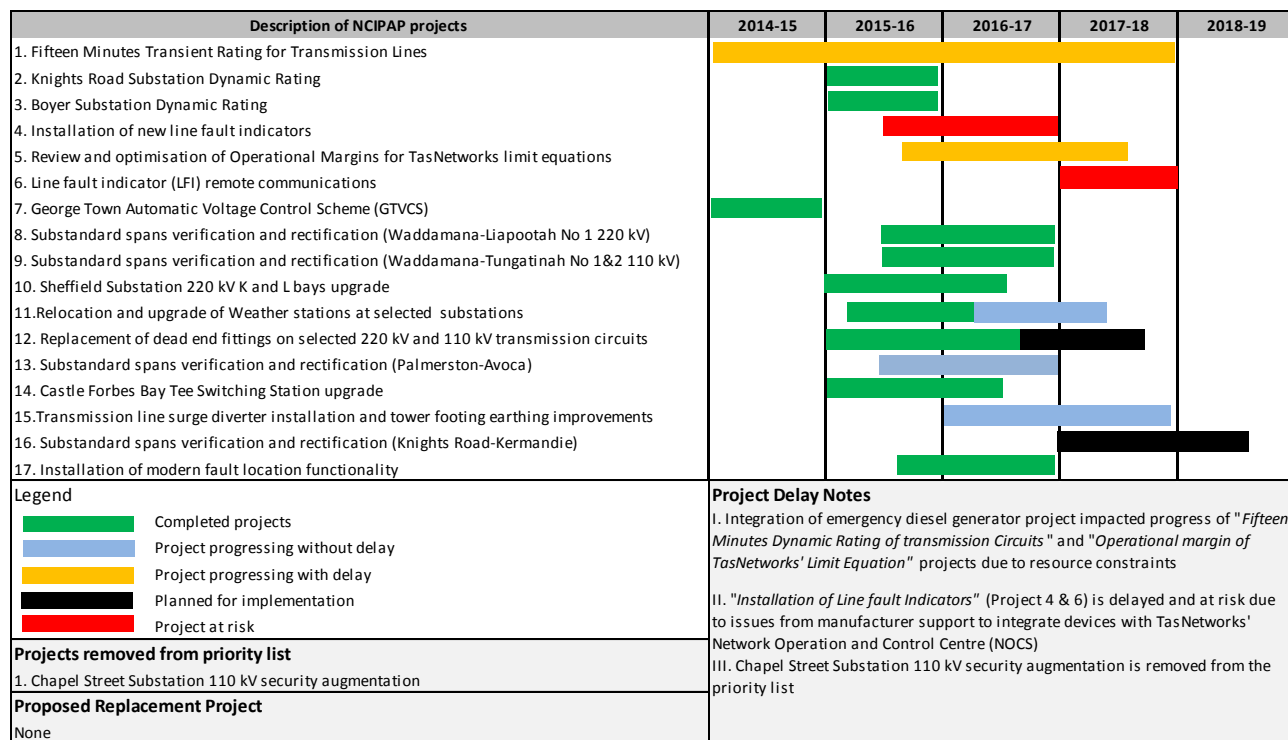 Description of NCIPAP projects 2014-15 2015-16 2016-17 2017-18 2018-19
1. Fifteen Minutes Transient Rating for Transmission Lines
2. Knights Road Substation Dynamic Rating
3. Boyer Substation Dynamic Rating
4. Installation of new line fault indicators
5. Review and optimisation of Operational Margins for TasNetworks limit equations
6. Line fault indicator (LFI) remote communications
7. George Town Automatic Voltage Control Scheme (GTVCS)
8. Substandard spans verification and rectification (Waddamana-Liapootah No 1 220 kV)
9. Substandard spans verification and rectification (Waddamana-Tungatinah No 1&2 110 kV)
10. Sheffield Substation 220 kV K and L bays upgrade
11.Relocation and upgrade of Weather stations at selected substations
12. Replacement of dead end fittings on selected 220 kV and 110 kV transmission circuits
13. Substandard spans verification and rectification (Palmerston-Avoca)
14. Castle Forbes Bay Tee Switching Station upgrade
15.Transmission line surge diverter installation and tower footing earthing improvements
16. Substandard spans verification and rectification (Knights Road-Kermandie)
17. Installation of modern fault location functionality
Legend
Completed projects
Project progressing without delay
Project progressing with delay
Planned for implementation
Project at risk
Projects removed from priority list
1. Chapel Street Substation 110 kV security augmentation
Proposed Replacement Project
None
Project Delay Notes
I. Integration of emergency diesel generator project impacted progress of "Fifteen
Minutes Dynamic Rating of transmission Circuits" and "Operational margin of
TasNetworks' Limit Equation" projects due to resource constraints
II. "Installation of Line fault Indicators" (Project 4 & 6) is delayed and at risk due
to issues from manufacturer support to integrate devices with TasNetworks'
Network Operation and Control Centre (NOCS)
III. Chapel Street Substation 110 kV security augmentation is removed from the
priority list